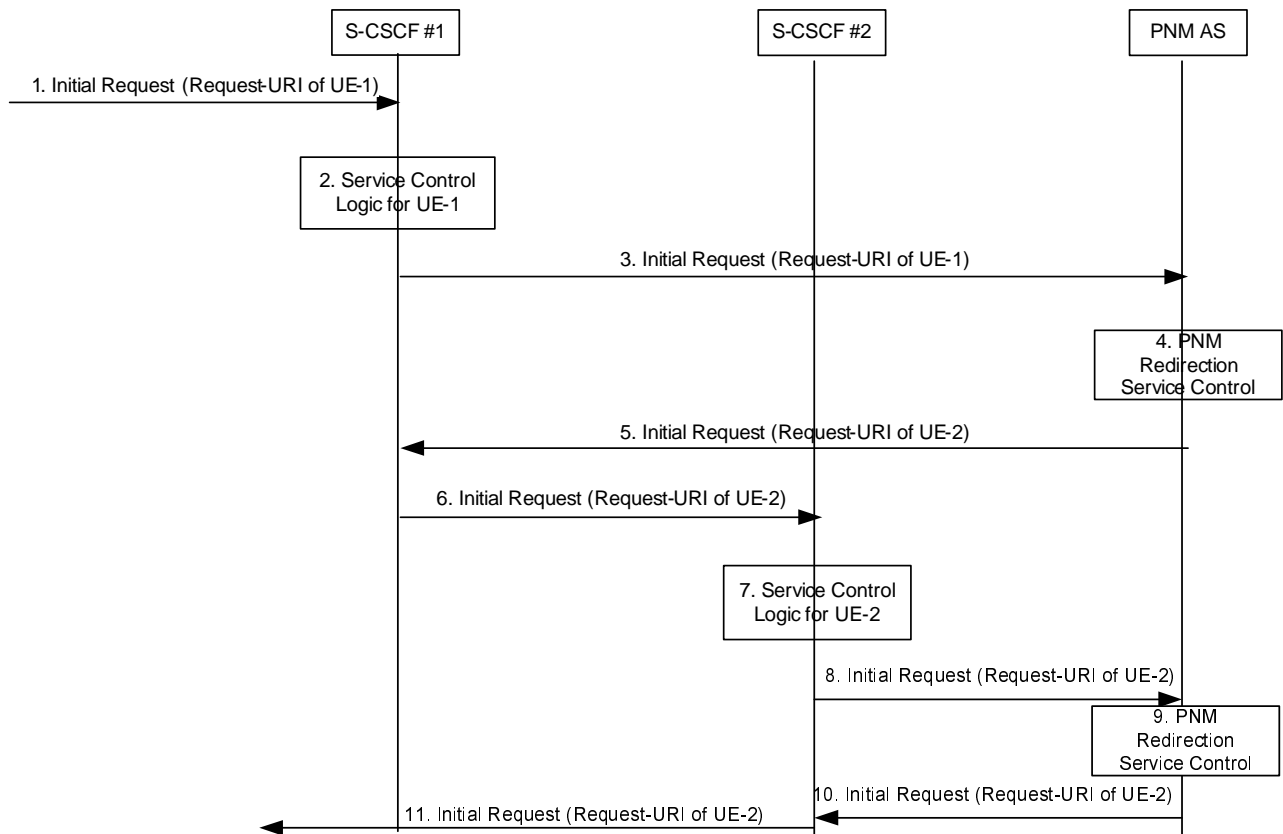 S-CSCF #1
S-CSCF #2
PNM AS
1. Initial Request (Request-URI of UE-1)
2. Service Control
Logic for UE-1
3. Initial Request (Request-URI of UE-1)
4. PNM
Redirection
Service Control
5. Initial Request (Request-URI of UE-2)
6. Initial Request (Request-URI of UE-2)
7. Service Control
Logic for UE-2
8. Initial Request (Request-URI of UE-2)
9. PNM
Redirection
Service Control
10. Initial Request (Request-URI of UE-2)
11. Initial Request (Request-URI of UE-2)